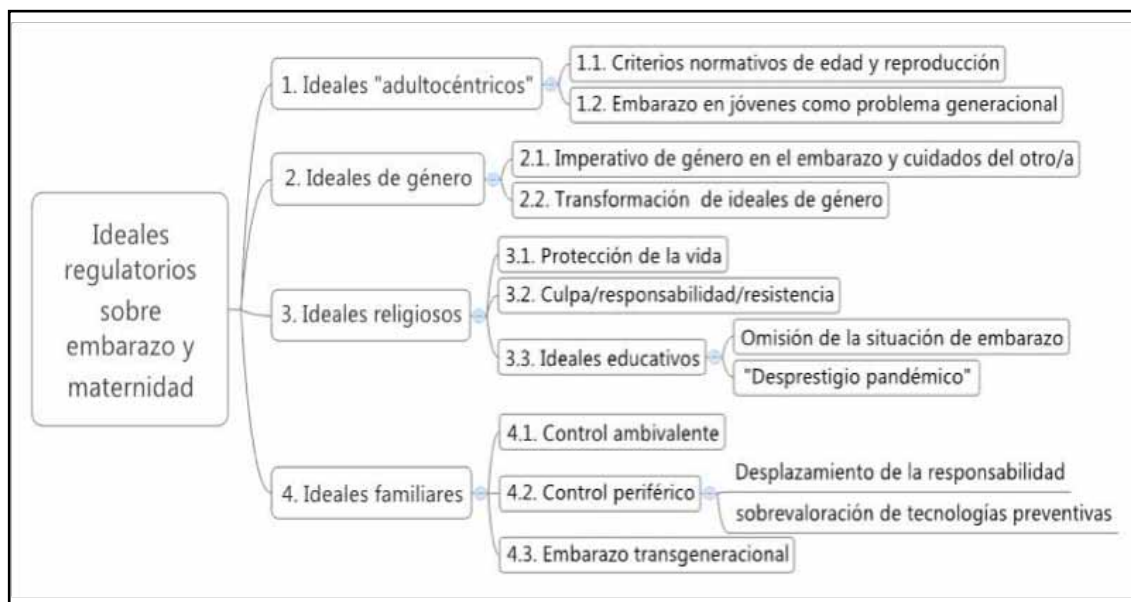 Ideales
regulatorios
sobre
embarazo y
maternidad
1. Ideales "adultocéntricos"
1.1. Criterios normativos de edad y reproducción
1.2. Embarazo en jóvenes como problema generacional
2. Ideales de género
2.1. Imperativo de género en el embarazo y cuidados del otro/a
2.2. Transformación de ideales de género
3. Ideales religiosos
3.1. Protección de la vida
3.2. Culpa/responsabilidad/resistencia
3.3. Ideales educativos
Omisión de la situación de embarazo
"Desprestigio pandémico"
4. Ideales familiares
4.1. Control ambivalente
4.2. Control periférico
Desplazamiento de la responsabilidad
sobrevaloración de tecnologías preventivas
4.3. Embarazo transgeneracional